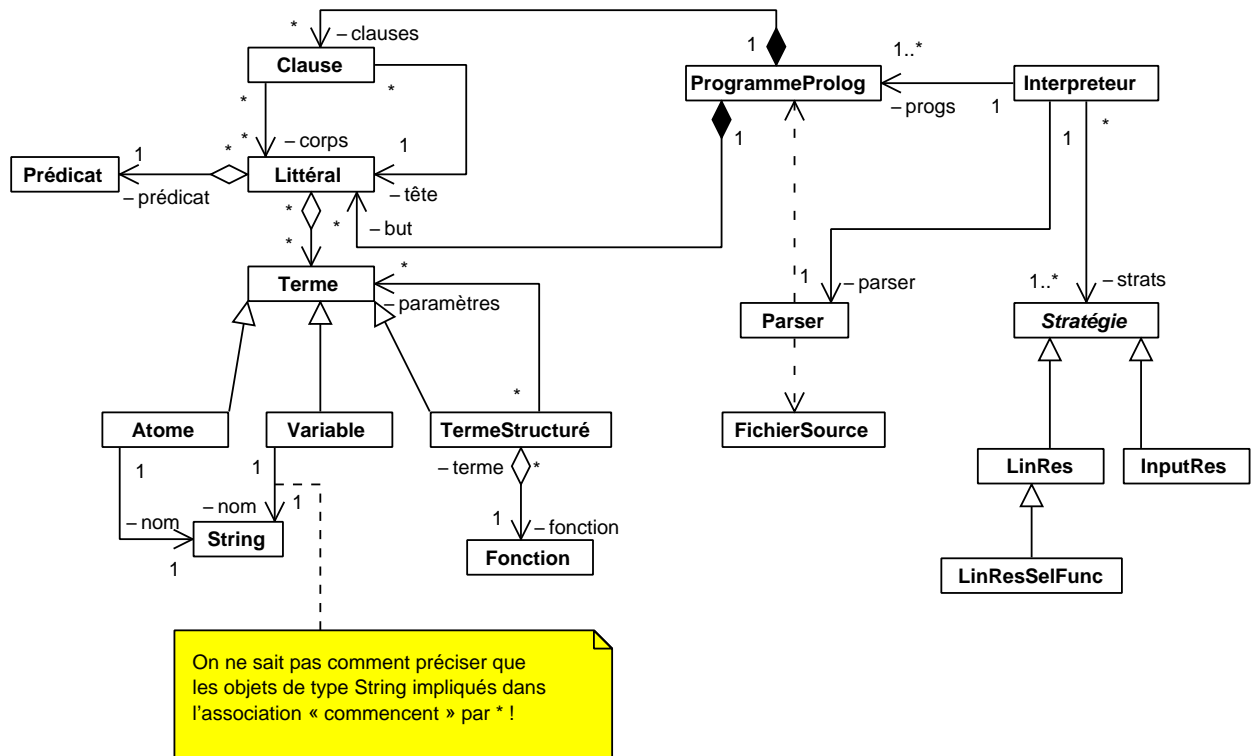 *
– clauses
1
1..*
Clause
ProgrammeProlog
Interpreteur
*
*
1
– progs
1
1
*
*
– corps
1
*
1
Prédicat
Littéral
– prédicat
– tête
*
*
– but
*
*
Terme
*
– paramètres
1
– parser
1..*
– strats
Parser
Stratégie
*
Atome
Variable
TermeStructuré
FichierSource
1
1
– terme
*
LinRes
InputRes
– nom
1
– nom
1
– fonction
String
1
Fonction
LinResSelFunc
On ne sait pas comment préciser que
les objets de type String impliqués dans
l'association « commencent » par * !